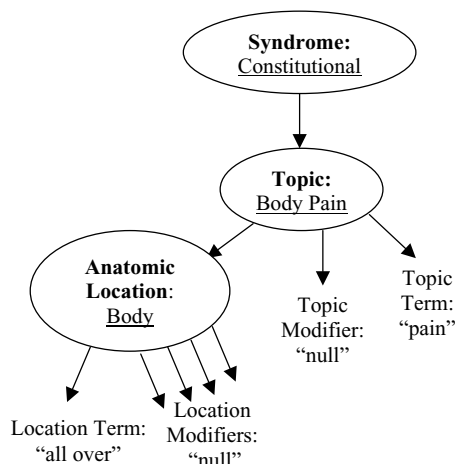 Syndrome:
Constitutional
Topic:
Body Pain
Anatomic
Location:
Body
Topic
Modifier:
“null”
Topic
Term:
“pain”
Location Term:
“all over”
Location
Modifiers:
“null”